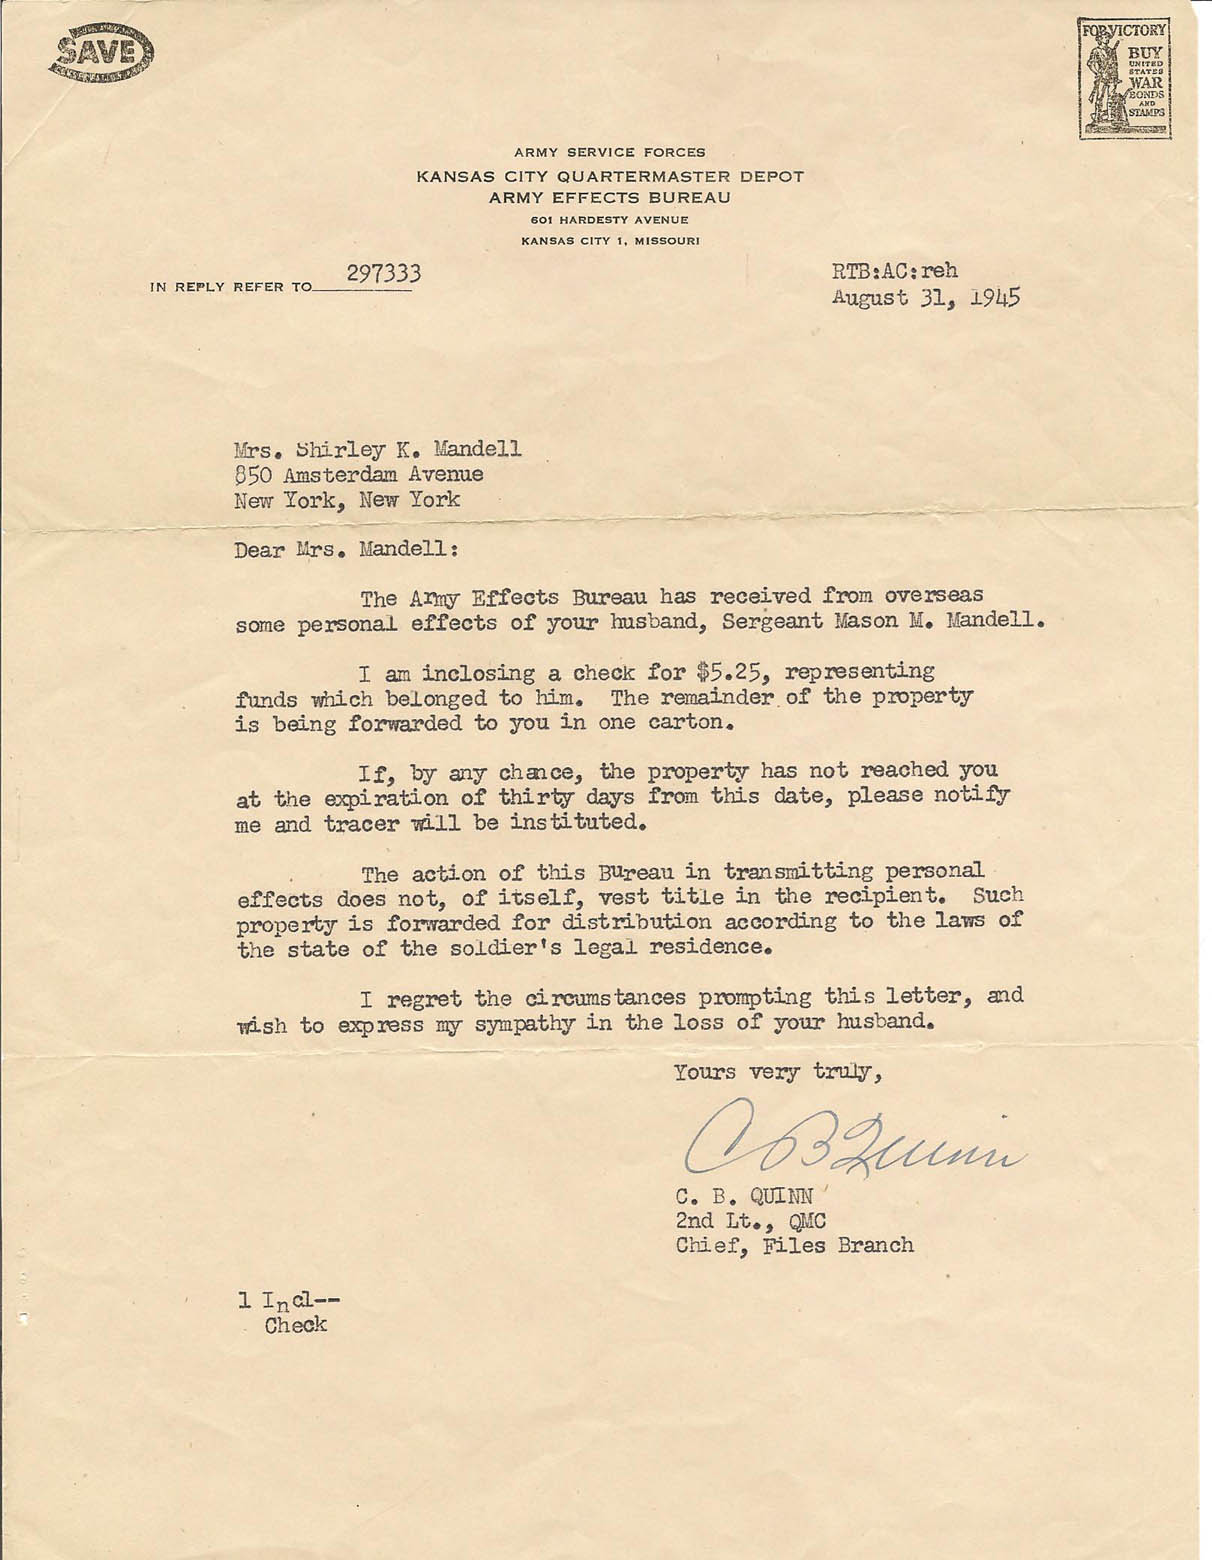 SAVE
FOR VICTORY
BUY
UNITED
STATES
WAR
BONDS
AND
STAMPS
ARMY SERVICE FORCES
KANSAS CITY QUARTERMASTER DEPOT
ARMY EFFECTS BUREAU
601 HARDESTY AVENUE
KANSAS CITY 1, MISSOURI
IN REPLY REFER TO 297333
RTB:AC:reh
August 31, 1945
Mrs. Shirley K. Mandell
850 Amsterdam Avenue
New York, New York
Dear Mrs. Mandell:
The Army Effects Bureau has received from overseas
some personal effects of your husband, Sergeant Mason M. Mandell.
I am inclosing a check for $5.25, representing
funds which belonged to him. The remainder of the property
is being forwarded to you in one carton.
If, by any chance, the property has not reached you
at the expiration of thirty days from this date, please notify
me and tracer will be instituted.
The action of this Bureau in transmitting personal
effects does not, of itself, vest title in the recipient. Such
property is forwarded for distribution according to the laws of
the state of the soldier's legal residence.
I regret the circumstances prompting this letter, and
wish to express my sympathy in the loss of your husband.
Yours very truly,
C B Quinn
C. B. QUINN
2nd Lt., QMC
Chief, Files Branch
1 Incl--
Check